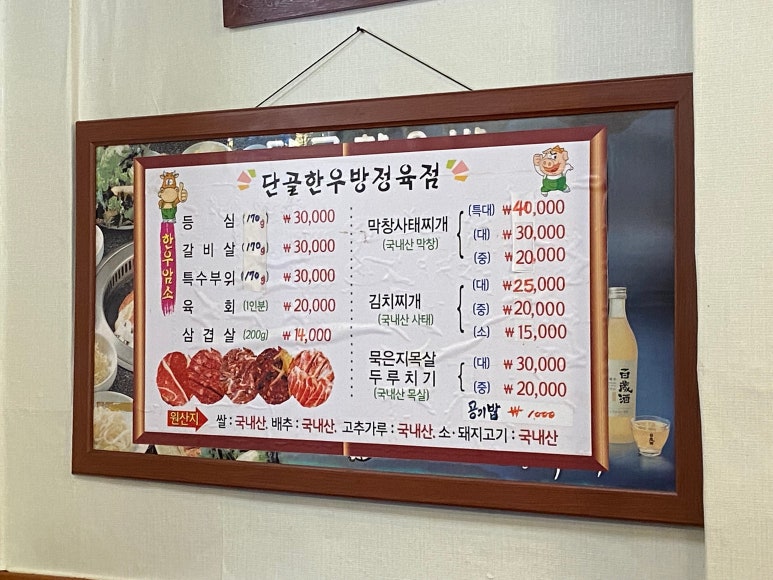 단골한우방정육점
한우암소
등심 (170g) ₩30,000
갈비살 (170g) ₩30,000
특수부위 (170g) ₩30,000
육회 (1인분) ₩20,000
삼겹살 (200g) ₩14,000
막창사태찌개 (특대) ₩40,000
(국내산 막창) (대) ₩30,000
(중) ₩20,000
김치찌개 (대) ₩25,000
(국내산 사태) (중) ₩20,000
(소) ₩15,000
묵은지목살 (대) ₩30,000
두루치기 (중) ₩20,000
(국내산 목실)
공기밥 ₩1000
원산지 쌀 : 국내산, 배추 : 국내산, 고추가루 : 국내산, 소·돼지고기 : 국내산
百歲酒